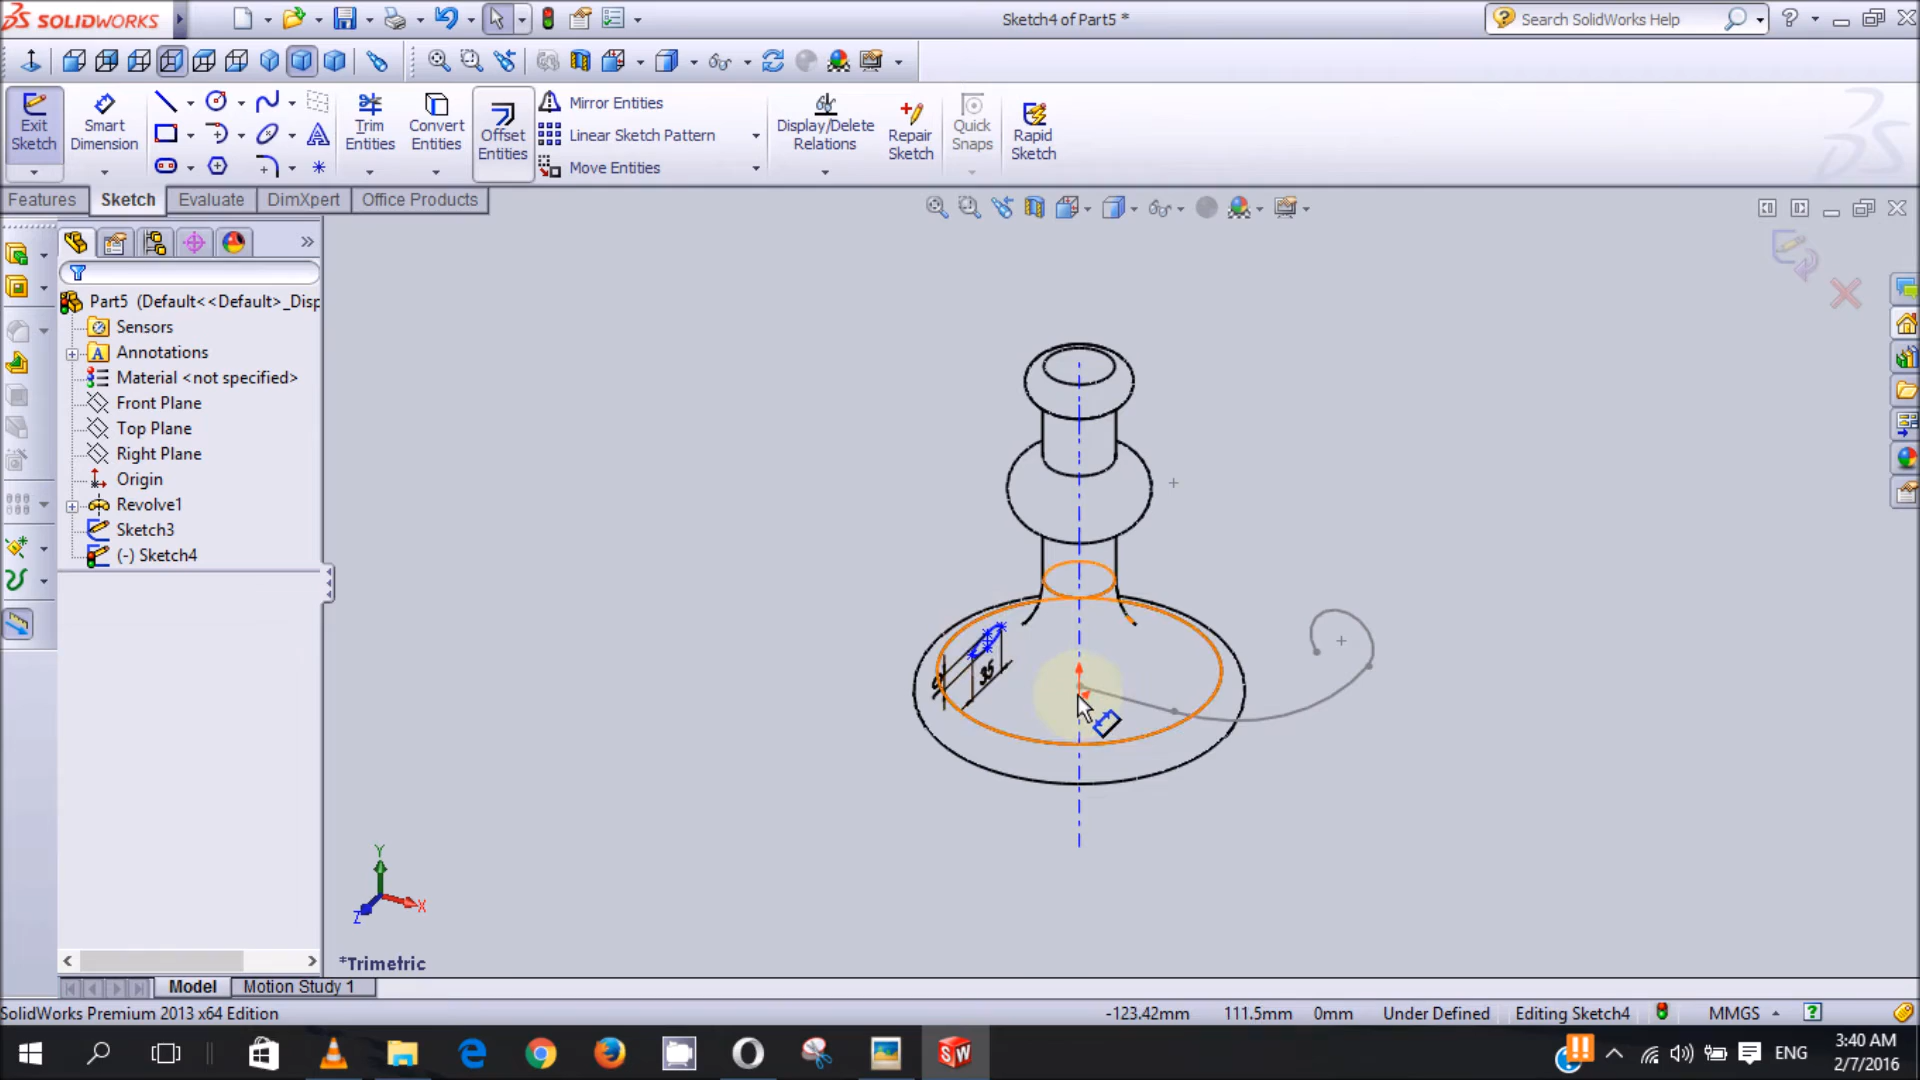 SOLIDWORKS
Sketch4 of Part5 *
Search SolidWorks Help
Exit Sketch
Smart Dimension
Trim Entities
Convert Entities
Offset Entities
Mirror Entities
Linear Sketch Pattern
Move Entities
Display/Delete Relations
Repair Sketch
Quick Snaps
Rapid Sketch
Features
Sketch
Evaluate
DimXpert
Office Products
Part5 (Default<<Default>_Disp
Sensors
Annotations
Material <not specified>
Front Plane
Top Plane
Right Plane
Origin
Revolve1
Sketch3
(-) Sketch4
35
Y
X
Z
*Trimetric
Model
Motion Study 1
SolidWorks Premium 2013 x64 Edition
-123.42mm
111.5mm
0mm
Under Defined
Editing Sketch4
MMGS
ENG
3:40 AM
2/7/2016